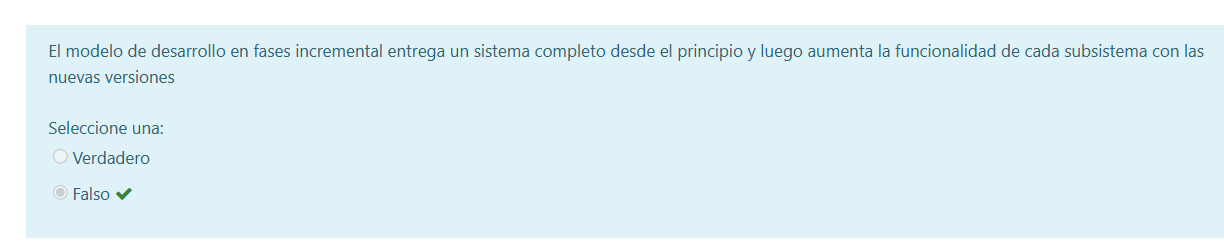 El modelo de desarrollo en fases incremental entrega un sistema completo desde el principio y luego aumenta la funcionalidad de cada subsistema con las
nuevas versiones
Seleccione una:
Verdadero
Falso